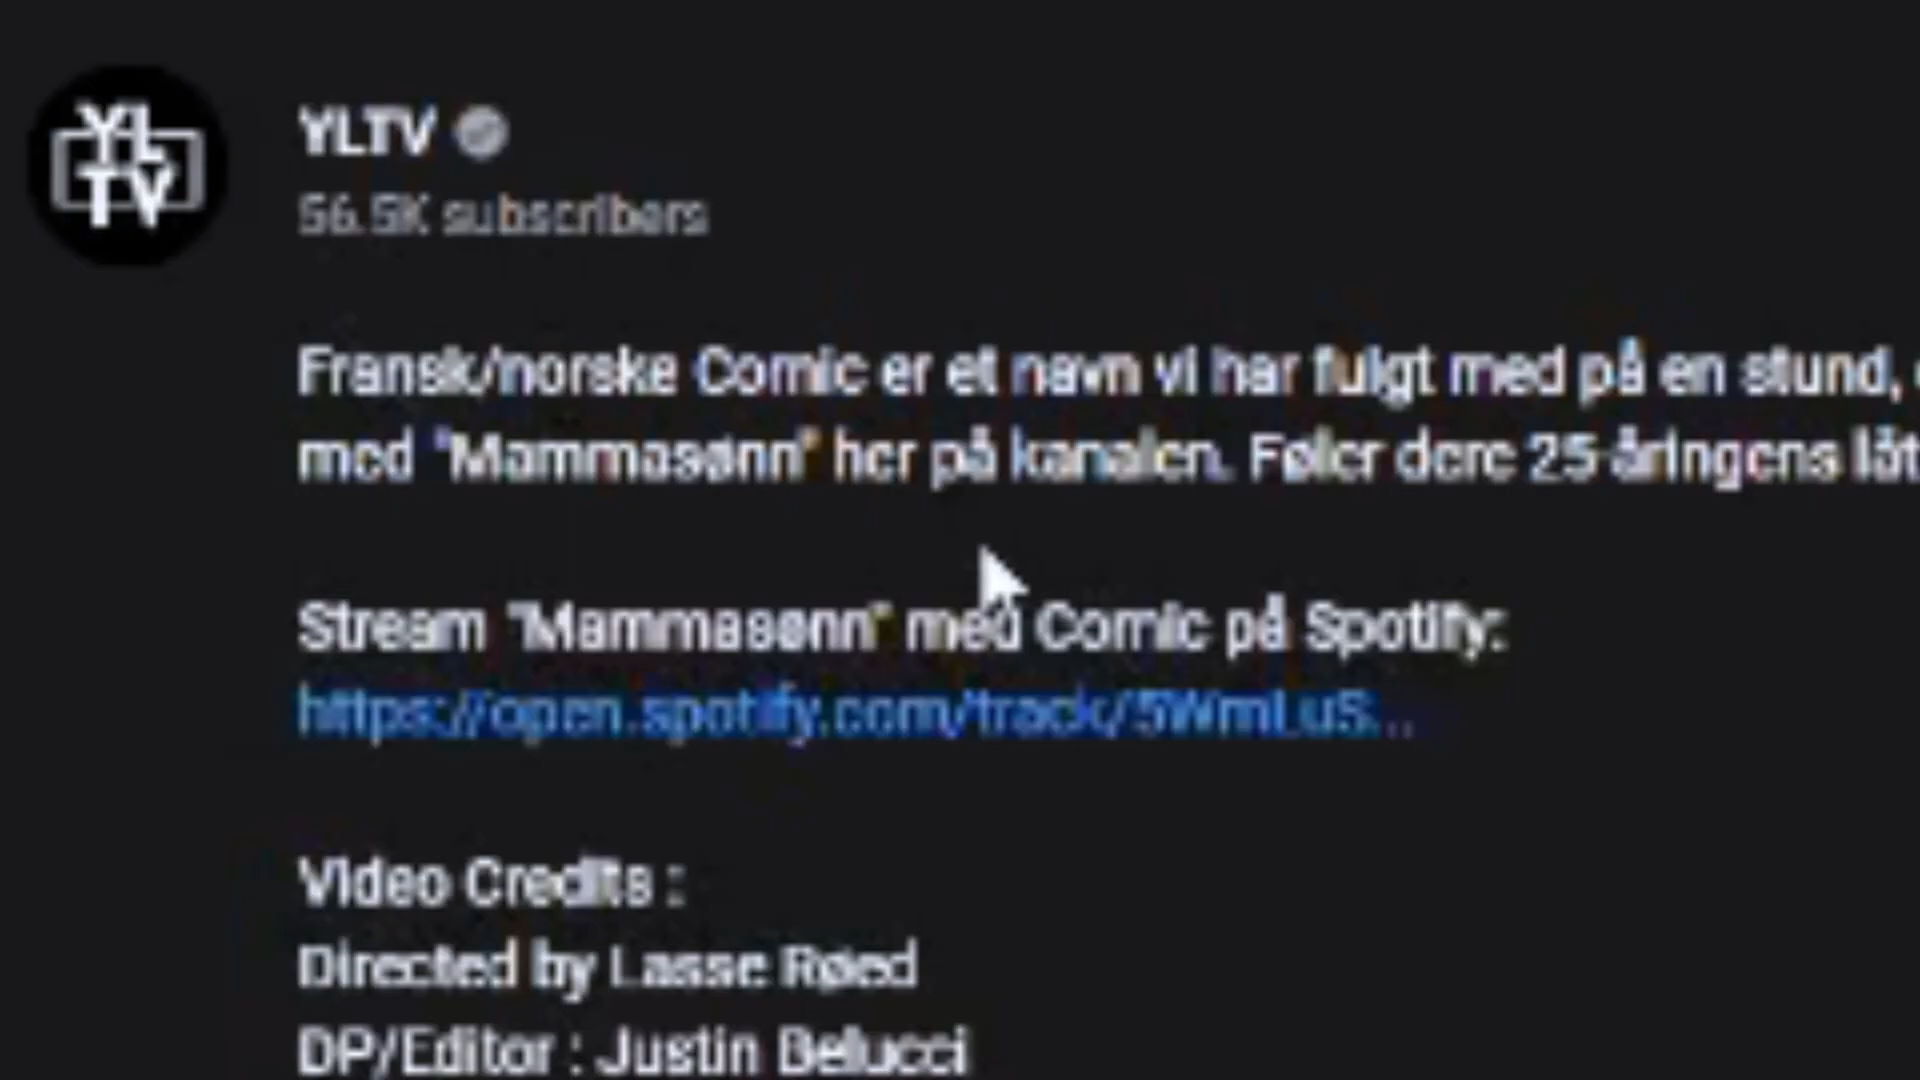 YL
TV
YLTV
56.5K subscribers
Fransk/norske Comic er et navn vi har fulgt med på en stund,
med "Mammasønn" her på kanalen. Føler dere 25-åringens låt
Stream "Mammasønn" med Comic på Spotify:
https://open.spotify.com/track/5WmLuS...
Video Credits :
Directed by Lasse Røed
DP/Editor : Justin Belucci